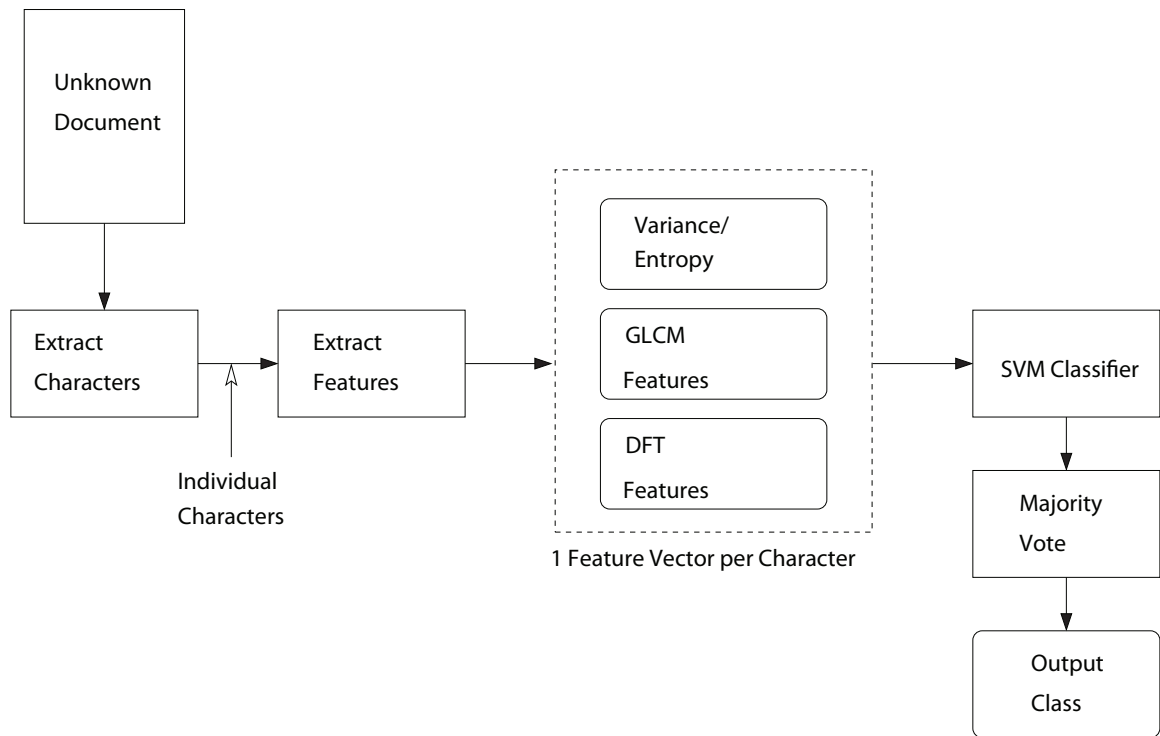 Unknown
Document
Extract
Characters
Individual
Characters
Extract
Features
Variance/
Entropy
GLCM
Features
DFT
Features
1 Feature Vector per Character
SVM Classifier
Majority
Vote
Output
Class